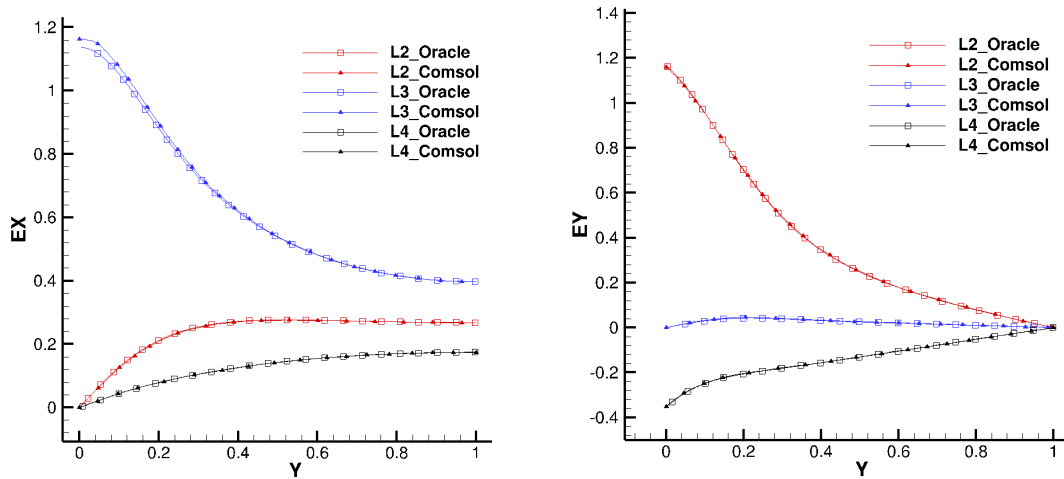 EX
1.2
1
0.8
0.6
0.4
0.2
0
0 0.2 0.4 0.6 0.8 1
Y
L2_Oracle
L2_Comsol
L3_Oracle
L3_Comsol
L4_Oracle
L4_Comsol
EY
1.4
1.2
1
0.8
0.6
0.4
0.2
0
-0.2
-0.4
0 0.2 0.4 0.6 0.8 1
Y
L2_Oracle
L2_Comsol
L3_Oracle
L3_Comsol
L4_Oracle
L4_Comsol